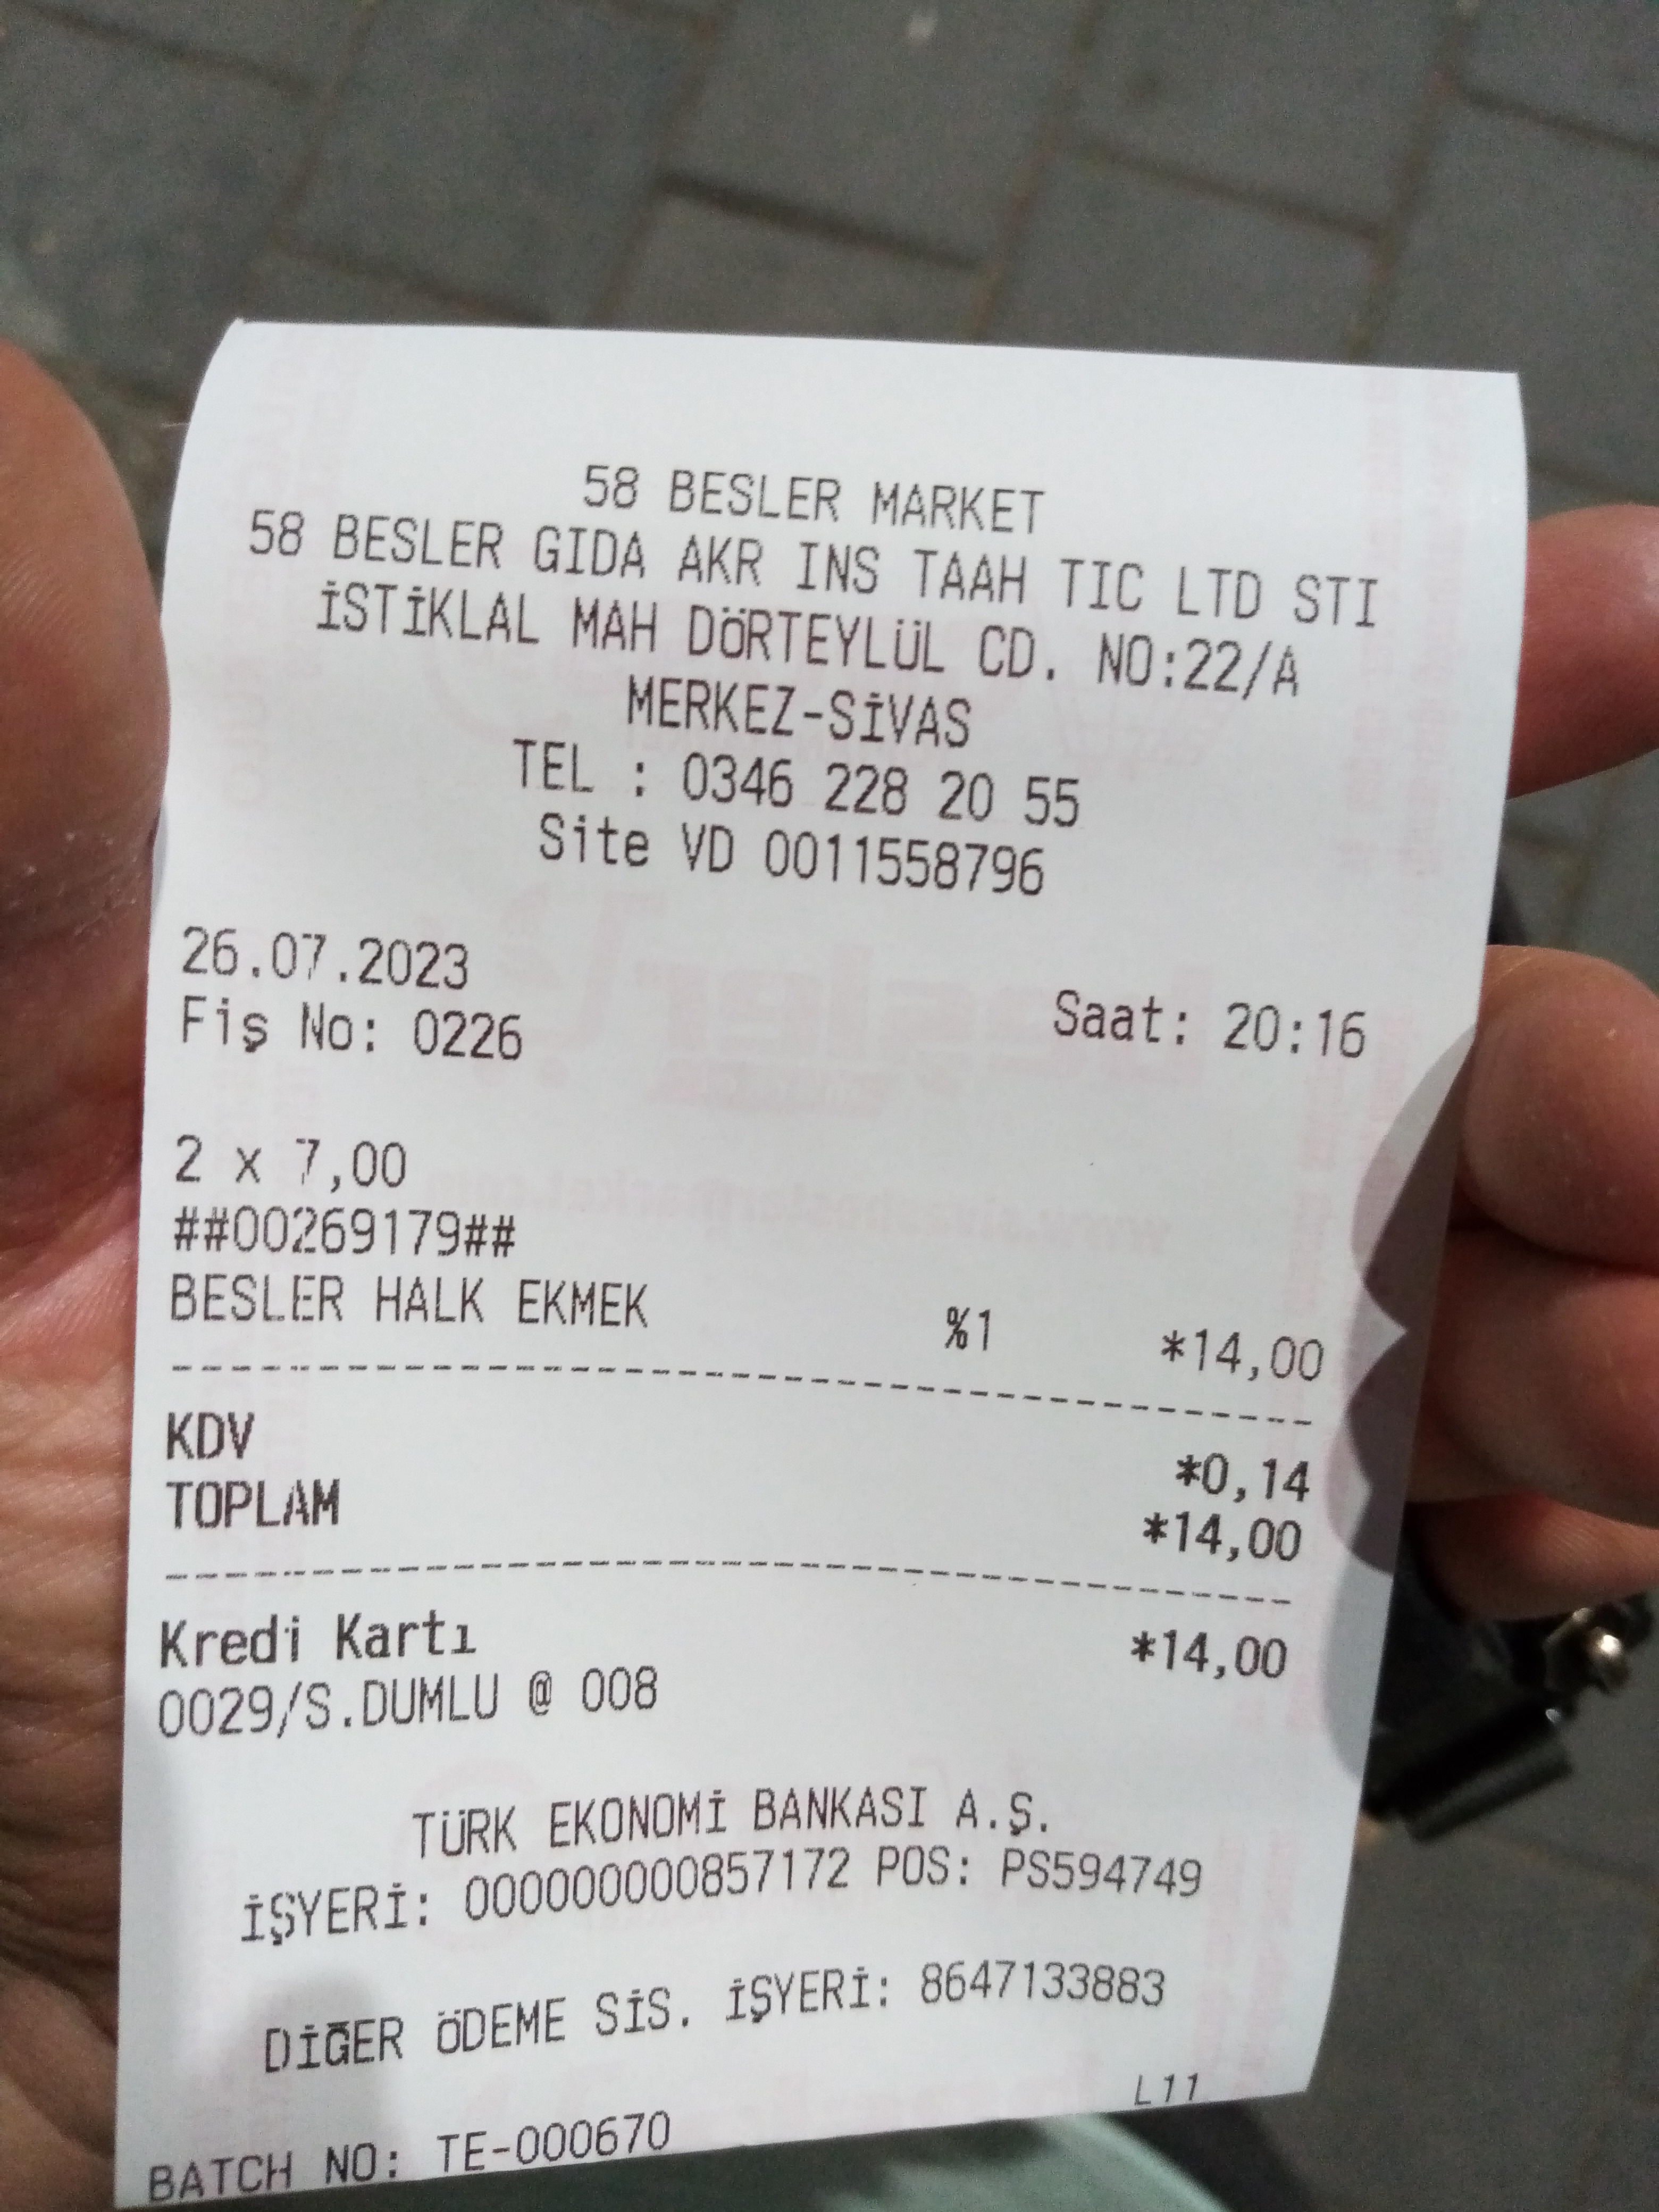 58 BESLER MARKET
58 BESLER GIDA AKR INS TAAH TIC LTD STI
İSTİKLAL MAH DÖRTEYLÜL CD. NO:22/A
MERKEZ-SİVAS
TEL : 0346 228 20 55
Site VD 0011558796
26.07.2023
Fiş No: 0226 Saat: 20:16
2 x 7,00
##00269179##
BESLER HALK EKMEK %1 *14,00
KDV *0,14
TOPLAM *14,00
Kredi Kartı *14,00
0029/S.DUMLU @ 008
TÜRK EKONOMİ BANKASI A.Ş.
İŞYERİ: 000000000857172 POS: PS594749
DİĞER ÖDEME SİS. İŞYERİ: 8647133883
L11
BATCH NO: TE-000670